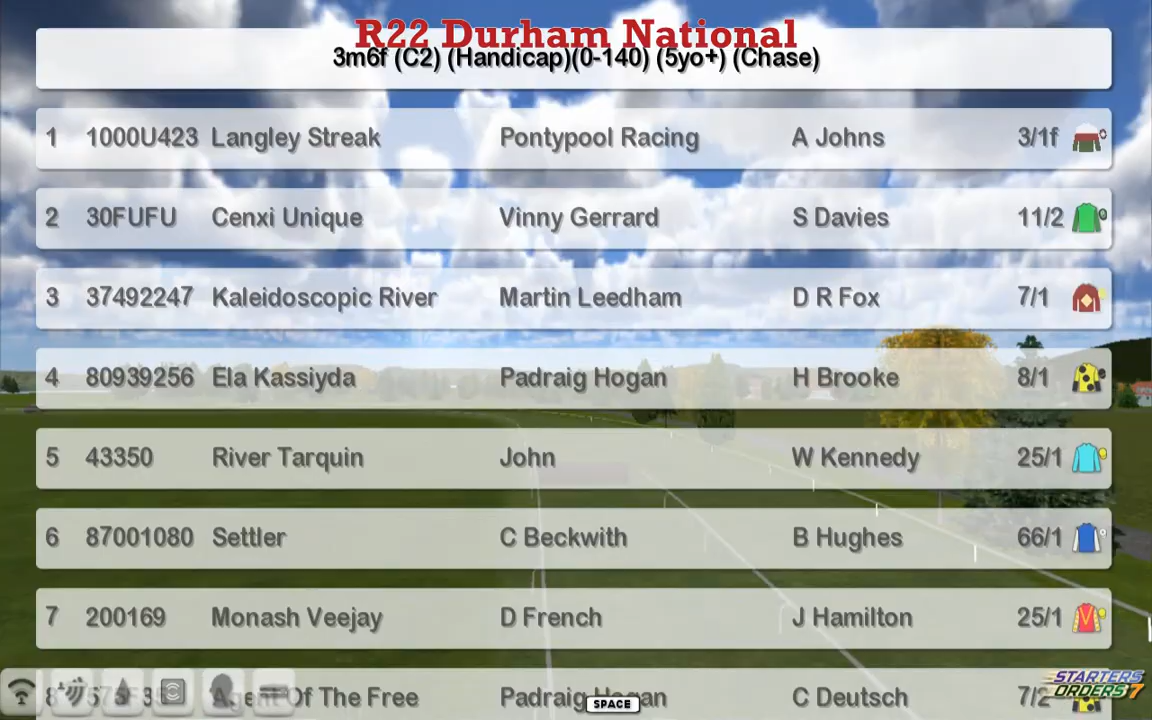 R22 Durham National
3m6f (C2) (Handicap)(0-140) (5yo+) (Chase)
1 1000U423 Langley Streak Pontypool Racing A Johns 3/1f
2 30FUFU Cenxi Unique Vinny Gerrard S Davies 11/2
3 37492247 Kaleidoscopic River Martin Leedham D R Fox 7/1
4 80939256 Ela Kassiyda Padraig Hogan H Brooke 8/1
5 43350 River Tarquin John W Kennedy 25/1
6 87001080 Settler C Beckwith B Hughes 66/1
7 200169 Monash Veejay D French J Hamilton 25/1
8 Agent Of The Free Padraig Hogan C Deutsch 7/2
SPACE
STARTERS ORDERS 7